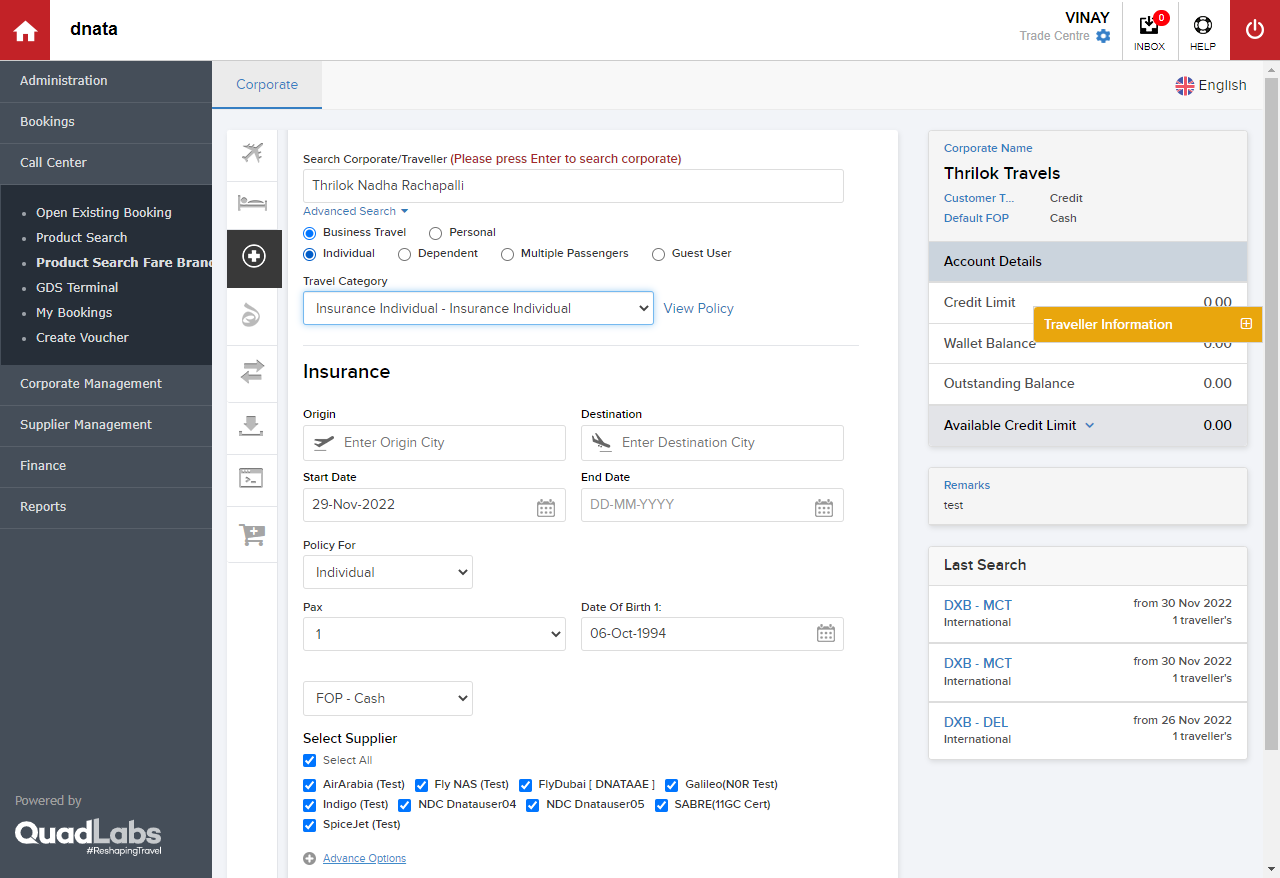 dnata
VINAY
Trade Centre
0
INBOX
HELP
Administration
Bookings
Call Center
Open Existing Booking
Product Search
Product Search Fare Bran
GDS Terminal
My Bookings
Create Voucher
Corporate Management
Supplier Management
Finance
Reports
Powered by
QuadLabs
#ReshapingTravel
Corporate
English
Search Corporate/Traveller (Please press Enter to search corporate)
Thrilok Nadha Rachapalli
Advanced Search
Business Travel Personal
Individual Dependent Multiple Passengers Guest User
Travel Category
Insurance Individual - Insurance Individual View Policy
Insurance
Origin Destination
Enter Origin City Enter Destination City
Start Date End Date
29-Nov-2022 DD-MM-YYYY
Policy For
Individual
Pax Date Of Birth 1:
1 06-Oct-1994
FOP - Cash
Select Supplier
Select All
AirArabia (Test) Fly NAS (Test) FlyDubai [ DNATAAE ] Galileo(N0R Test)
Indigo (Test) NDC Dnatauser04 NDC Dnatauser05 SABRE(11GC Cert)
SpiceJet (Test)
Advance Options
Corporate Name
Thrilok Travels
Customer T... Credit
Default FOP Cash
Account Details
Credit Limit 0.00
Traveller Information
Wallet Balance 0.00
Outstanding Balance 0.00
Available Credit Limit 0.00
Remarks
test
Last Search
DXB - MCT from 30 Nov 2022
International 1 traveller's
DXB - MCT from 30 Nov 2022
International 1 traveller's
DXB - DEL from 26 Nov 2022
International 1 traveller's